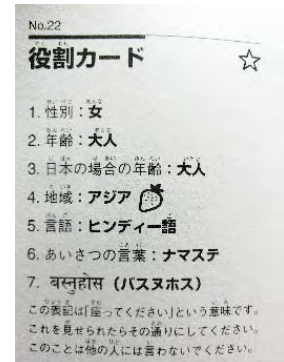 No.22
役割カード
1. 性別：女
2. 年齢：大人
3. 日本の場合の年齢：大人
4. 地域：アジア
5. 言語：ヒンディー語
6. あいさつの言葉：ナマステ
7. बस्नुहोस (バスヌホス)
この表記は「座ってください」という意味です。
これを見せられたらその通りにしてください。
このことは他の人には言わないでください。